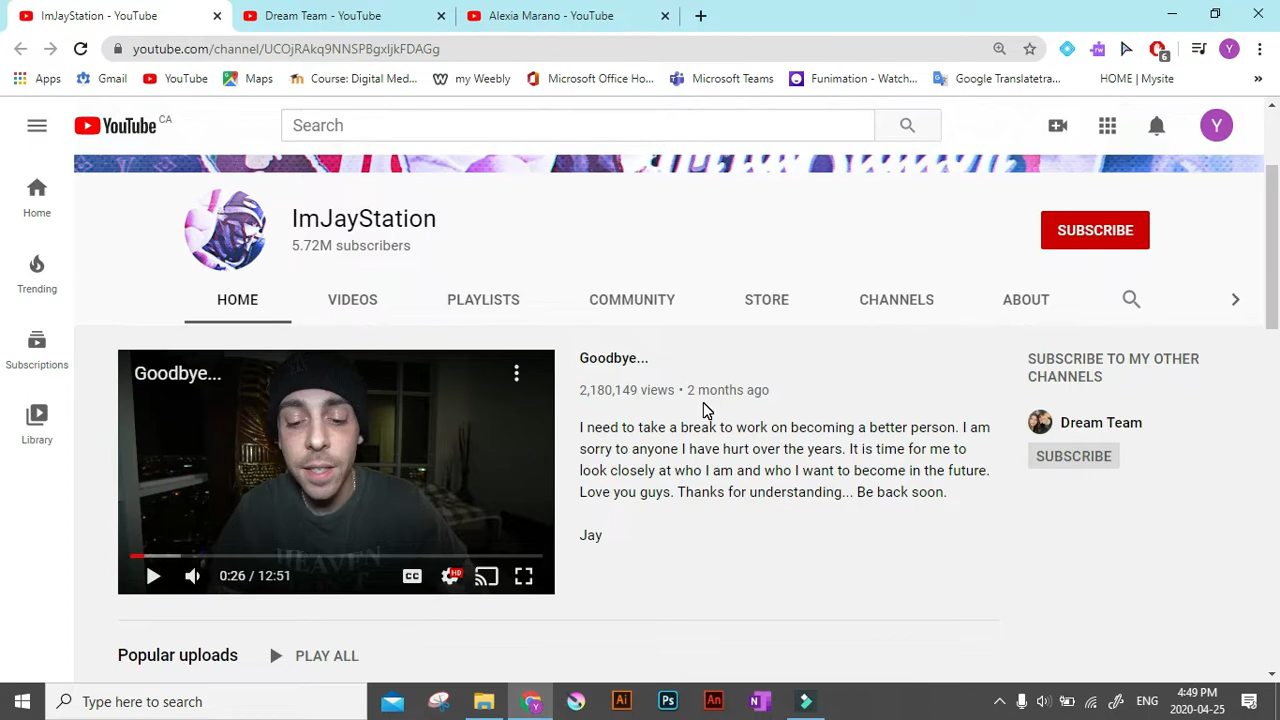 ImJayStation - YouTube
Dream Team - YouTube
Alexia Marano - YouTube
youtube.com/channel/UCOjRAkq9NNSPBgxIjkFDAGg
6
Y
Apps
Gmail
YouTube
Maps
Course: Digital Med...
my Weekly
Microsoft Office Ho...
Microsoft Teams
Funimation - Watch...
Google Translatetra...
HOME | Mysite
»
YouTube CA
Search
Y
Home
Trending
Subscriptions
Library
ImJayStation
5.72M subscribers
SUBSCRIBE
HOME
VIDEOS
PLAYLISTS
COMMUNITY
STORE
CHANNELS
ABOUT
Goodbye...
HEAVEN
0:26 / 12:51
CC
HD
Goodbye...
2,180,149 views • 2 months ago
I need to take a break to work on becoming a better person. I am
sorry to anyone I have hurt over the years. It is time for me to
look closely at who I am and who I want to become in the future.
Love you guys. Thanks for understanding... Be back soon.
Jay
SUBSCRIBE TO MY OTHER
CHANNELS
Dream Team
SUBSCRIBE
Popular uploads
PLAY ALL
Type here to search
Y
Ai
Ps
An
N
ENG
4:49 PM
2020-04-25